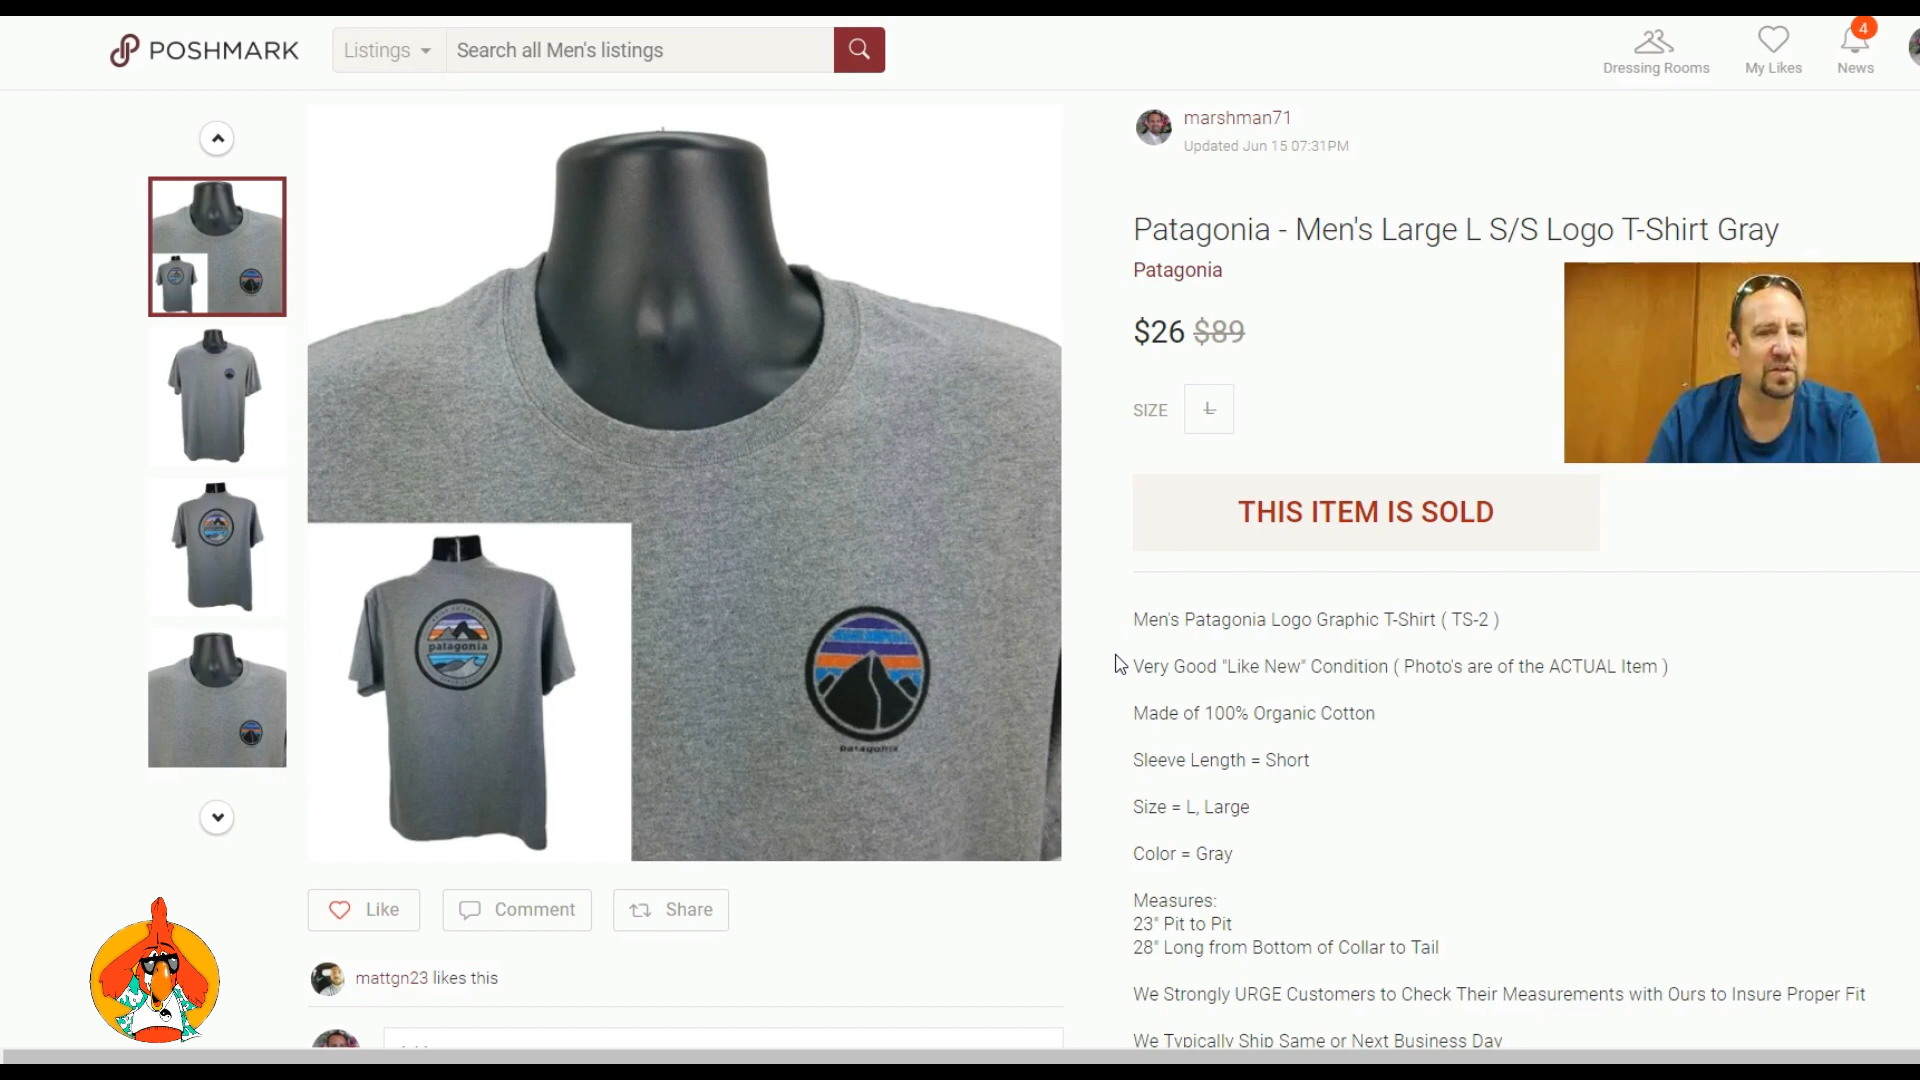 POSHMARK
Listings
Search all Men's listings
Dressing Rooms
My Likes
4
News
marshman71
Updated Jun 15 07:31PM
Patagonia - Men's Large L S/S Logo T-Shirt Gray
Patagonia
$26 $89
SIZE
L
THIS ITEM IS SOLD
Men's Patagonia Logo Graphic T-Shirt ( TS-2 )
Very Good "Like New" Condition ( Photo's are of the ACTUAL Item )
Made of 100% Organic Cotton
Sleeve Length = Short
Size = L, Large
Color = Gray
Measures:
23" Pit to Pit
28" Long from Bottom of Collar to Tail
We Strongly URGE Customers to Check Their Measurements with Ours to Insure Proper Fit
We Typically Ship Same or Next Business Day
patagonia
patagonia
Like
Comment
Share
mattgn23 likes this